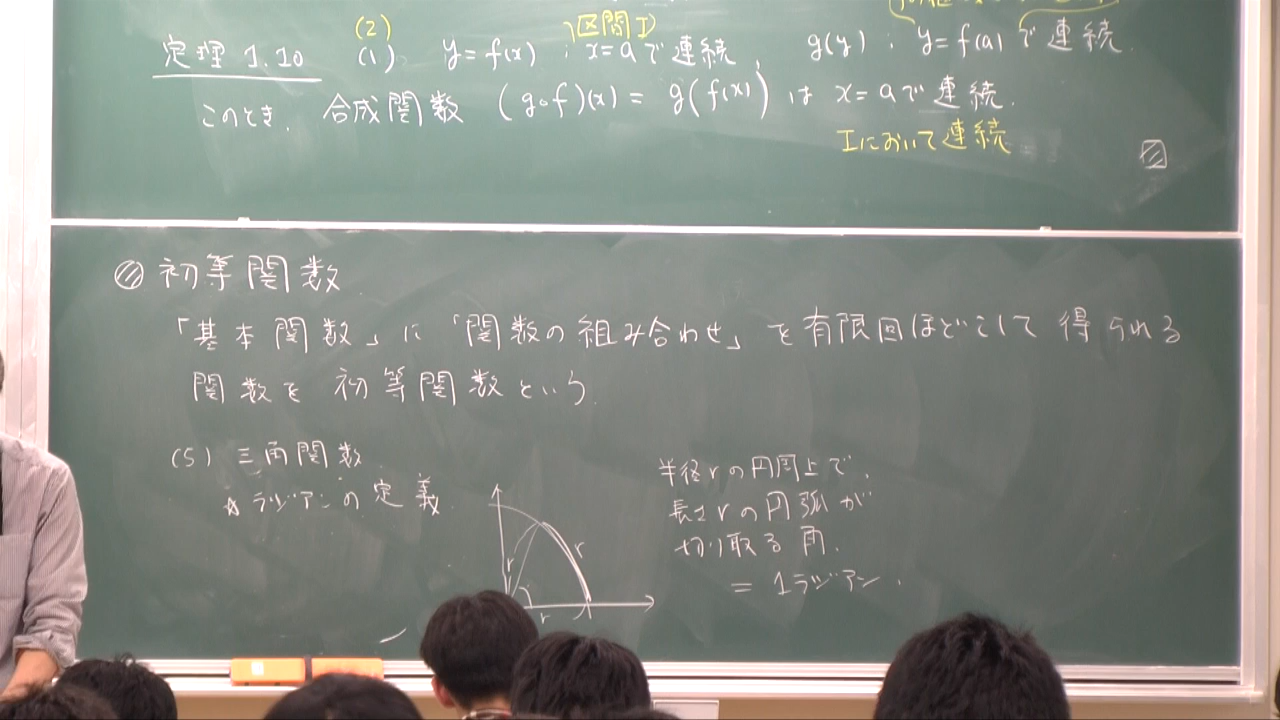 (2) 区間I
定理 1.10 (1) y=f(x) ; x=aで連続 g(y) ; y=f(a)で連続.
このとき, 合成関数 (g∘f)(x) = g(f(x)) は x=aで連続.
Iにおいて連続
初等関数
「基本関数」に「関数の組み合わせ」を有限回ほどこして得られる
関数を初等関数という.
(5) 三角関数
☆ラジアンの定義.
r
r
r
半径rの円周上で,
長さrの円弧が
切り取る角.
= 1ラジアン.